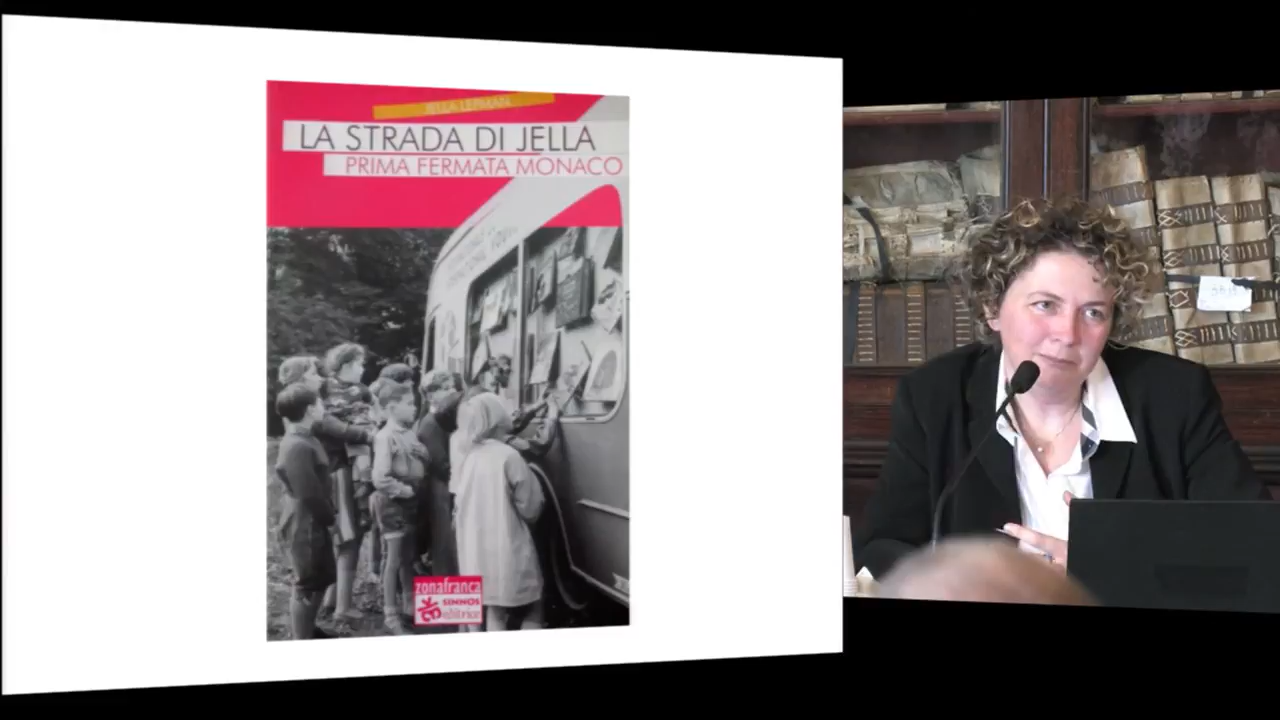 JELLA LEPMAN
LA STRADA DI JELLA
PRIMA FERMATA MONACO
zonafranca
SINNOS
editrice